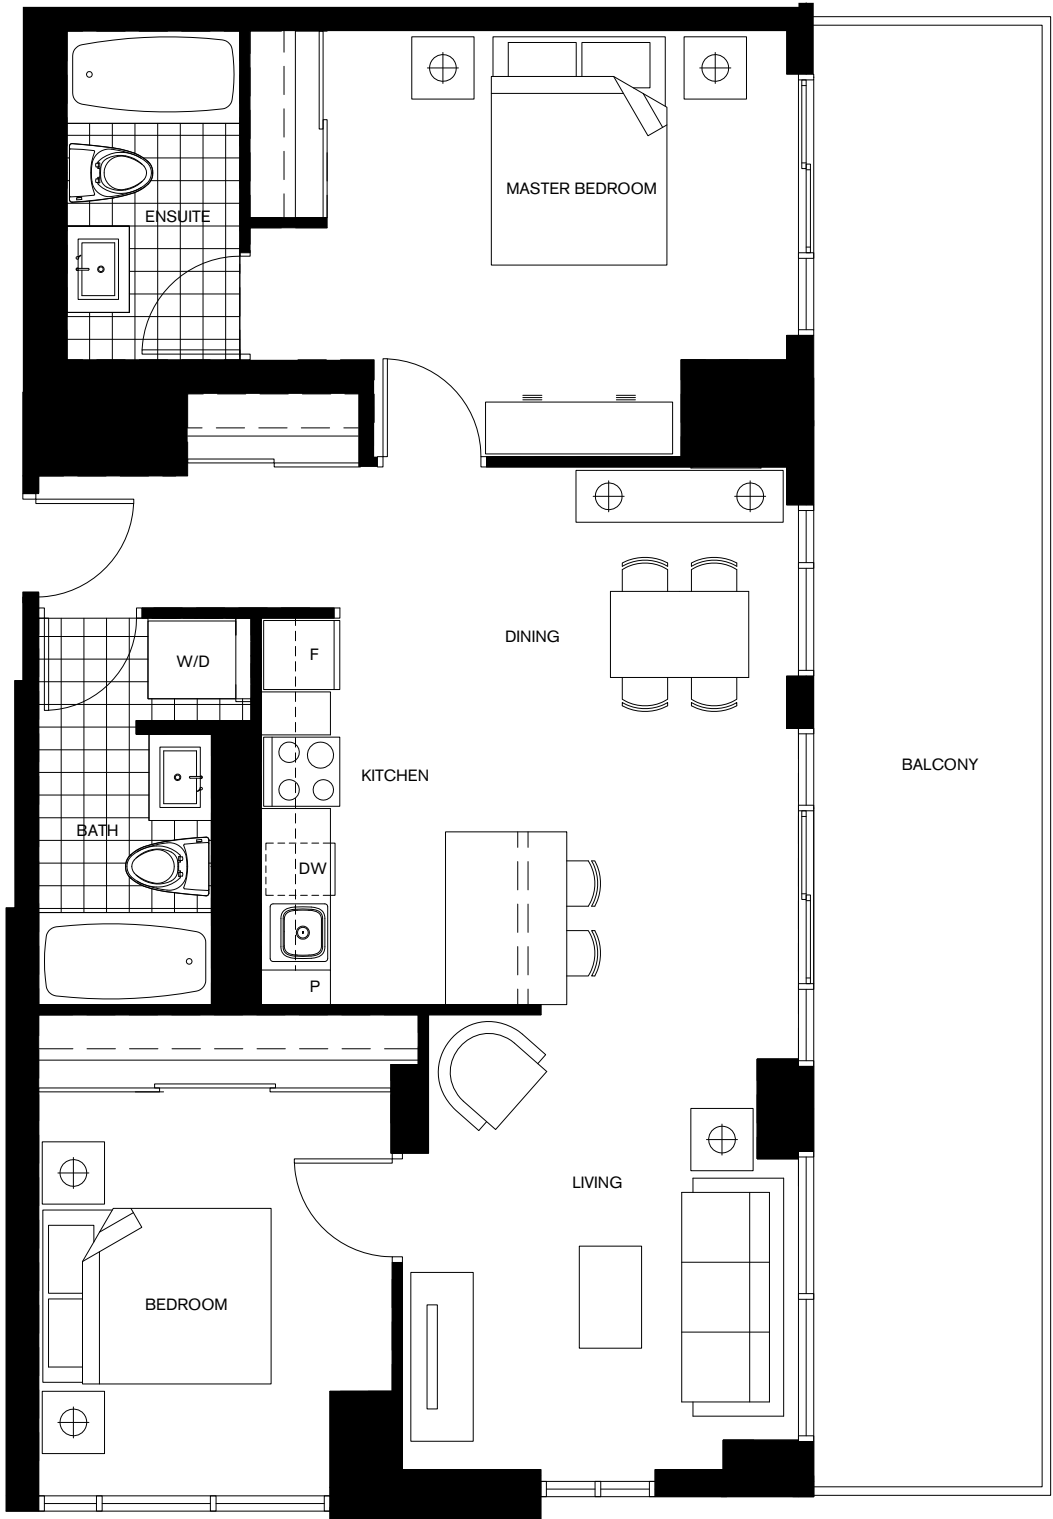 MASTER BEDROOM
ENSUITE
DINING
F
W/D
BALCONY
KITCHEN
BATH
DW
P
LIVING
BEDROOM